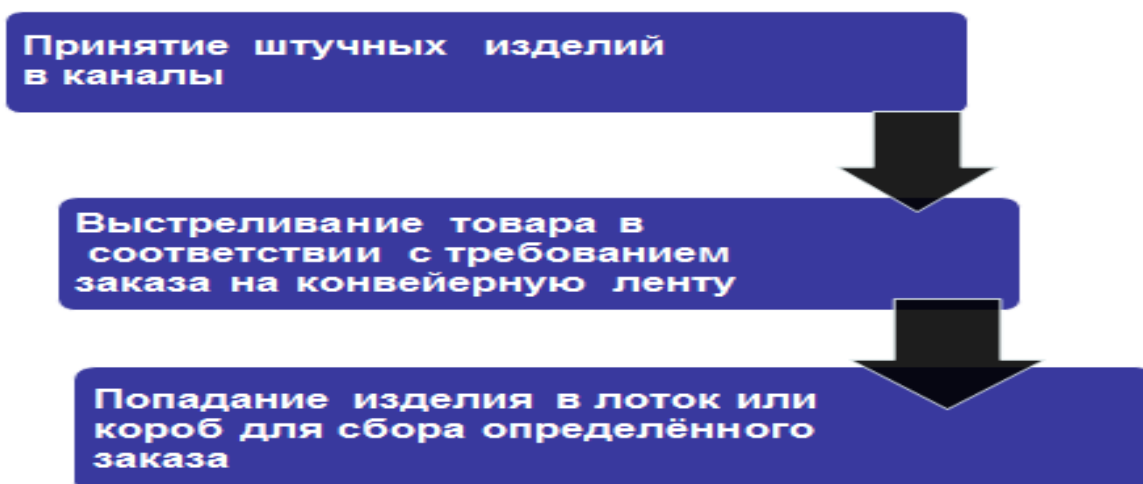 Принятие штучных изделий
в каналы
Выстреливание товара в
соответствии с требованием
заказа на конвейерную ленту
Попадание изделия в лоток или
короб для сбора определённого
заказа